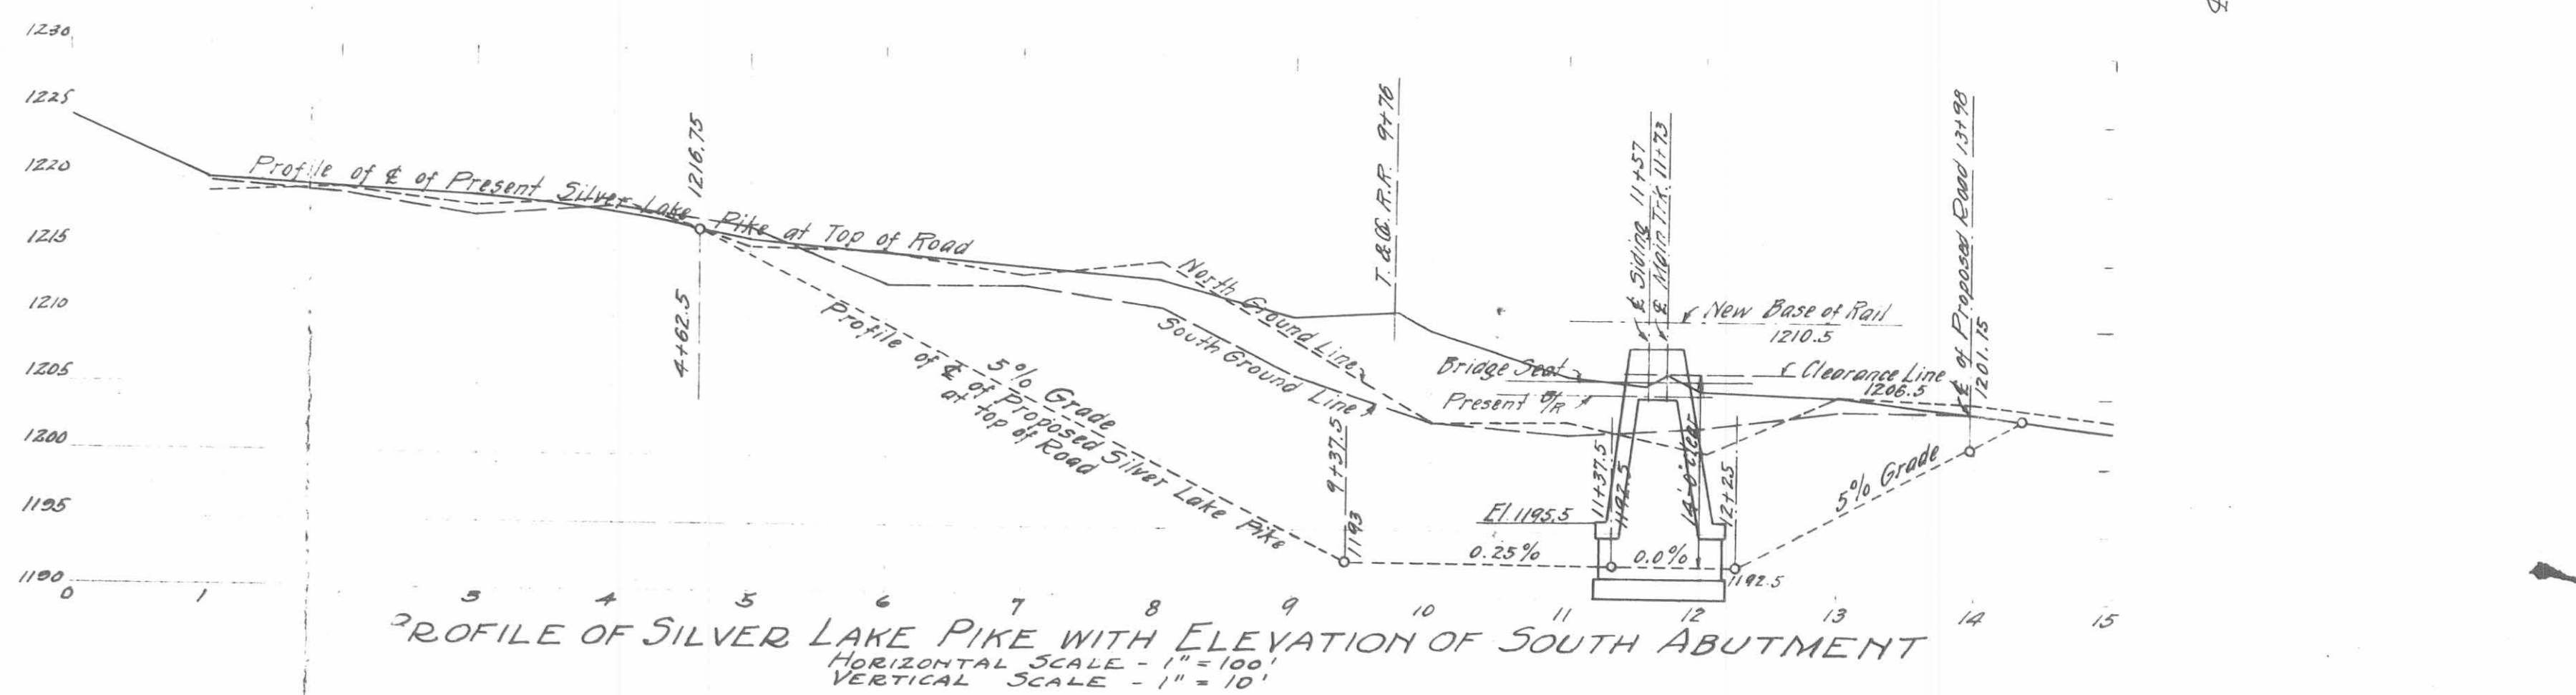 1230
1225
1220
1215
1210
1205
1200
1195
1190
0 1 3 4 5 6 7 8 9 10 11 12 13 14 15
Profile of ℄ of Present Silver Lake Pike at Top of Road
1216.75
4+62.5
5% Grade
Profile of ℄ of Proposed Silver Lake Pike
at top of Road
North Ground Line
South Ground Line
T. & R.R. 9+76
9+37.5
1193
0.25%
℄ Siding 11+57
℄ Main Trk. 11+73
New Base of Rail
1210.5
Bridge Seat
Present B/R
Clearance Line
1206.5
El. 1195.5
11+37.5
1192.5
14'-0" clear
0.0%
12+25
1192.5
5% Grade
℄ of Proposed Road 13+98
1201.15
ROFILE OF SILVER LAKE PIKE WITH ELEVATION OF SOUTH ABUTMENT
HORIZONTAL SCALE - 1" = 100'
VERTICAL SCALE - 1" = 10'